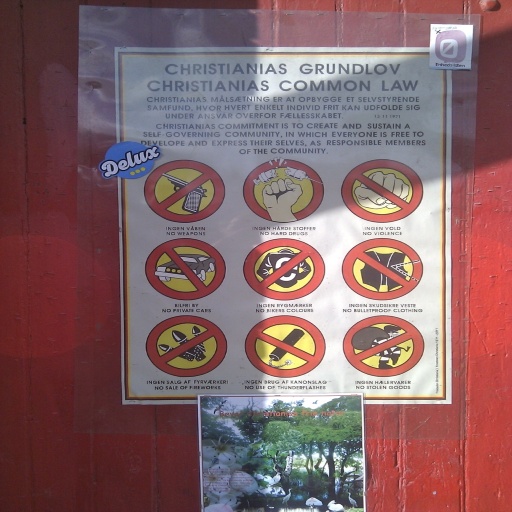 CHRISTIANIAS GRUNDLOV
CHRISTIANIAS COMMON LAW
CHRISTIANIAS MÅLSÆTNING ER AT OPBYGGE ET SELVSTYRENDE
SAMFUND, HVOR HVERT ENKELT INDIVID FRIT KAN UDFOLDE SIG
UNDER ANSVAR OVERFOR FÆLLESSKABET
CHRISTIANIAS COMMITMENT IS TO CREATE AND SUSTAIN A
SELF-GOVERNING COMMUNITY, IN WHICH EVERYONE IS FREE TO
DEVELOPE AND EXPRESS THEIR SELVES, AS RESPONSIBLE MEMBERS
OF THE COMMUNITY.
Delux
INGEN VÅBEN
NO WEAPONS
INGEN HÅRDE STOFFER
NO HARD DRUGS
INGEN VOLD
NO VIOLENCE
BILFRI BY
NO PRIVATE CARS
INGEN RYGMÆRKER
NO BIKERS COLOURS
INGEN SKUDSIKRE VESTE
NO BULLETPROOF CLOTHING
INGEN SALG AF FYRVÆRKERI
NO SALE OF FIREWORKS
INGEN BRUG AF KANONSLAG
NO USE OF THUNDERFLASHES
INGEN HÆLERVARER
NO STOLEN GOODS